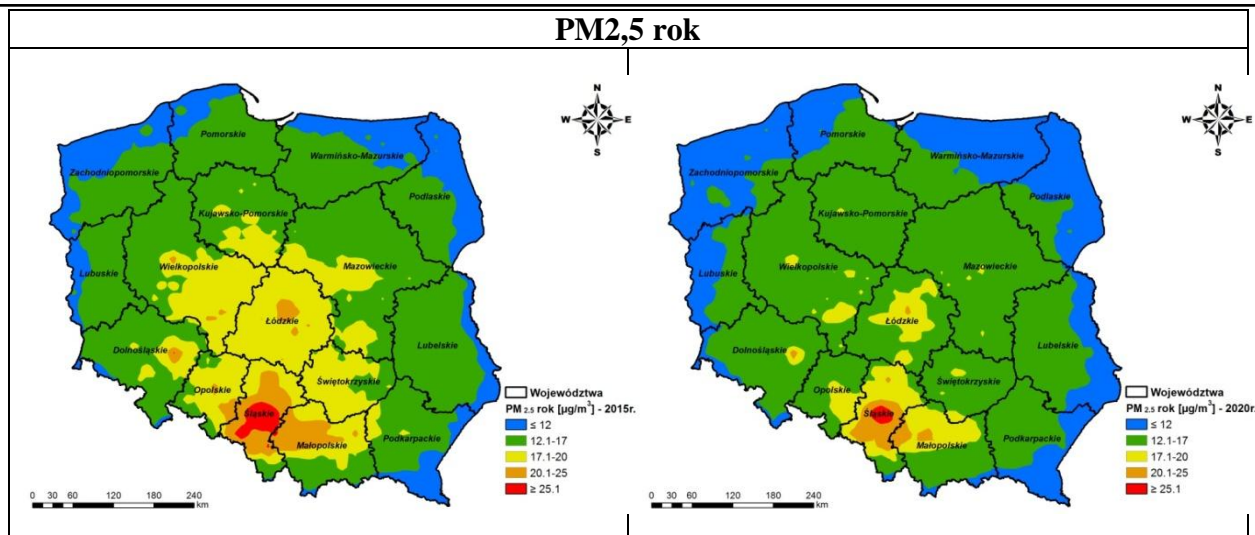 PM2,5 rok
N
W E
S
Pomorskie
Warmińsko-Mazurskie
Zachodniopomorskie
Podlaskie
Kujawsko-Pomorskie
Wielkopolskie
Mazowieckie
Lubuskie
Łódzkie
Dolnośląskie
Lubelskie
Opolskie
Świętokrzyskie
Śląskie
Małopolskie
Podkarpackie
Województwa
PM 2.5 rok [µg/m³] - 2015r.
≤ 12
12.1-17
17.1-20
20.1-25
≥ 25.1
0 30 60 120 180 240
km
N
W E
S
Pomorskie
Warmińsko-Mazurskie
Zachodniopomorskie
Podlaskie
Kujawsko-Pomorskie
Wielkopolskie
Mazowieckie
Lubuskie
Łódzkie
Dolnośląskie
Lubelskie
Opolskie
Świętokrzyskie
Śląskie
Małopolskie
Podkarpackie
Województwa
PM 2.5 rok [µg/m³] - 2020r.
≤ 12
12.1-17
17.1-20
20.1-25
≥ 25.1
0 30 60 120 180 240
km